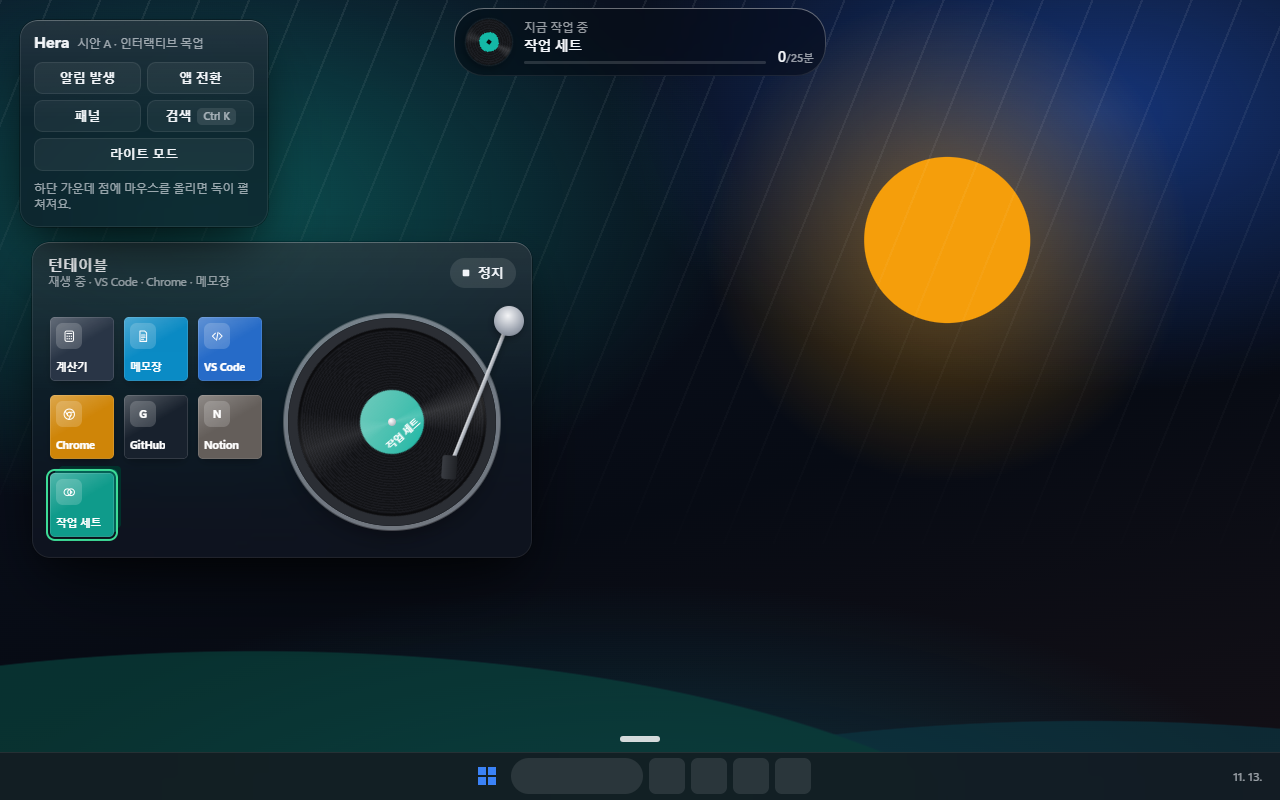 Hera 시안 A · 인터랙티브 목업
알림 발생
앱 전환
패널
검색 Ctrl K
라이트 모드
하단 가운데 점에 마우스를 올리면 독이 펼
쳐져요.
지금 작업 중
작업 세트
0/25분
턴테이블
재생 중 · VS Code · Chrome · 메모장
정지
계산기
메모장
VS Code
Chrome
G
GitHub
N
Notion
작업 세트
작업 세트
11. 13.